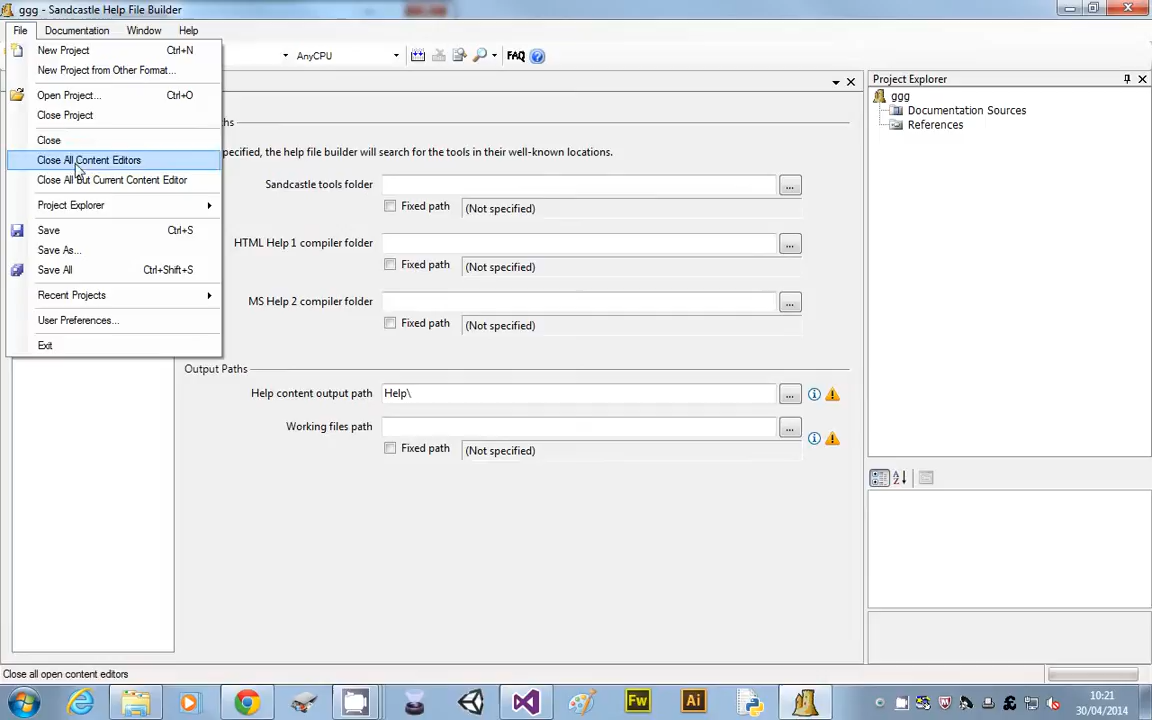 ggg - Sandcastle Help File Builder
File Documentation Window Help
New Project Ctrl+N
New Project from Other Format...
Open Project... Ctrl+O
Close Project
Close
Close All Content Editors
Close All But Current Content Editor
Project Explorer
Save Ctrl+S
Save As...
Save All Ctrl+Shift+S
Recent Projects
User Preferences...
Exit
AnyCPU
FAQ
ecified, the help file builder will search for the tools in their well-known locations.
Sandcastle tools folder
Fixed path (Not specified)
HTML Help 1 compiler folder
Fixed path (Not specified)
MS Help 2 compiler folder
Fixed path (Not specified)
Output Paths
Help content output path Help\
Working files path
Fixed path (Not specified)
Project Explorer
ggg
Documentation Sources
References
Close all open content editors
Fw
Ai
10:21
30/04/2014